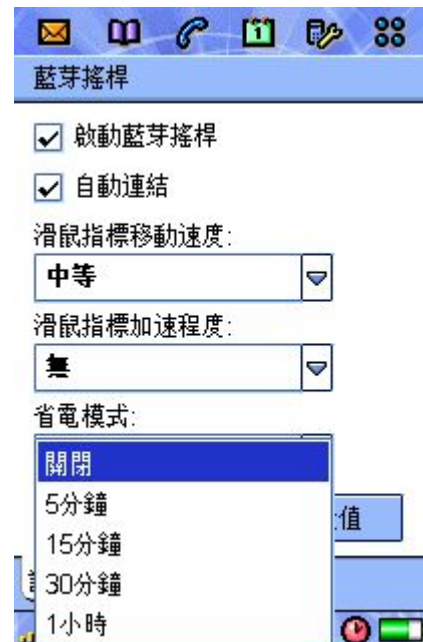 藍芽搖桿
啟動藍芽搖桿
自動連結
滑鼠指標移動速度:
中等
滑鼠指標加速程度:
無
省電模式:
關閉
5分鐘
15分鐘
值
30分鐘
1小時